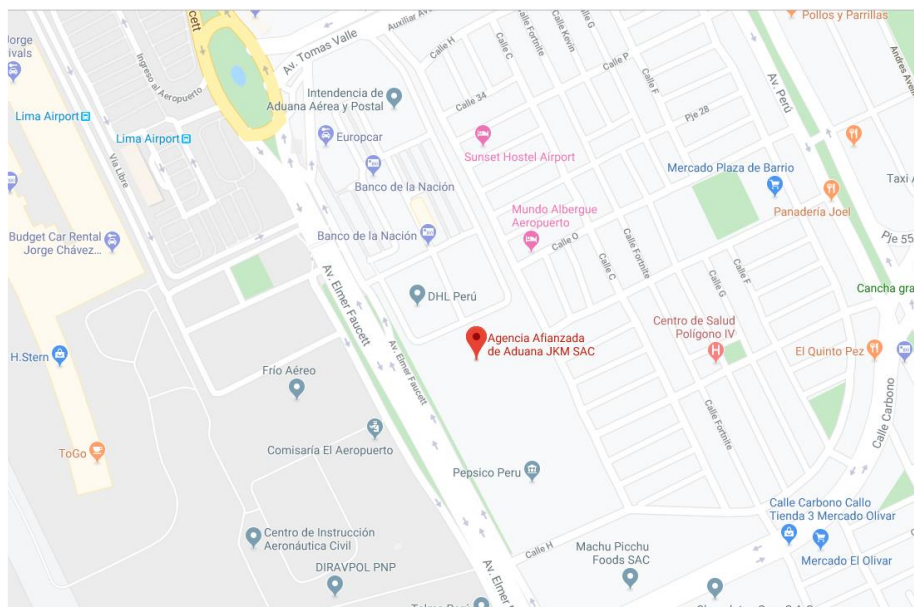 Jorge
ivals
Ingreso al Aeropuerto
cett
Av. Tomas Valle
Auxiliar Av
Calle H
Calle C
Calle Fortnite
Calle Kevin
Calle G
Calle P
Calle F
Pollos y Parrillas
Av. Perú
Andres Avelin
Intendencia de
Aduana Aérea y Postal
Calle 34
Pje 28
Lima Airport
Lima Airport
Vía Libre
Europcar
Sunset Hostel Airport
Banco de la Nación
Mercado Plaza de Barrio
Taxi A
Panadería Joel
Mundo Albergue
Aeropuerto
Budget Car Rental
Jorge Chávez...
Banco de la Nación
Calle O
Calle C
Calle Fortnite
Calle G
Calle F
Pje 55
Av. Elmer Faucett
DHL Perú
Cancha gra
Centro de Salud
Polígono IV
Agencia Afianzada
de Aduana JKM SAC
El Quinto Pez
H.Stern
Av. Elmer Faucett
Frío Aéreo
Calle Fortnite
Calle Carbono
Comisaría El Aeropuerto
ToGo
Pepsico Peru
Calle Carbono Callo
Tienda 3 Mercado Olivar
Centro de Instrucción
Aeronáutica Civil
Calle H
Machu Picchu
Foods SAC
Mercado El Olivar
DIRAVPOL PNP
Av. Elmer F